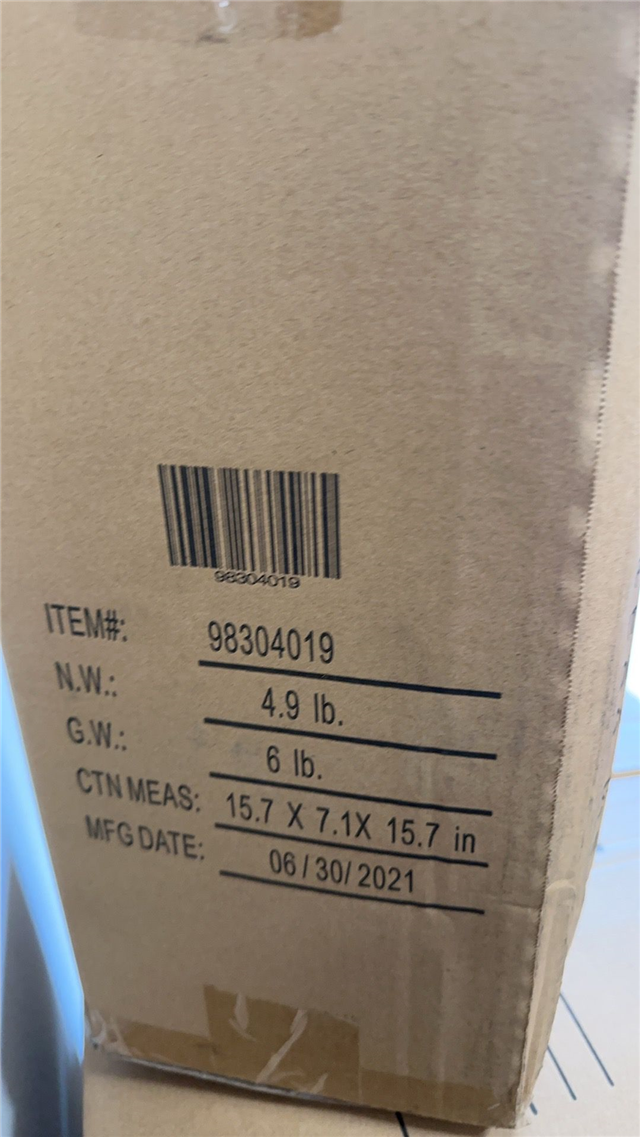 98304019
ITEM#: 98304019
N.W.: 4.9 lb.
G.W.: 6 lb.
CTN MEAS: 15.7 X 7.1X 15.7 in
MFG DATE: 06/30/2021